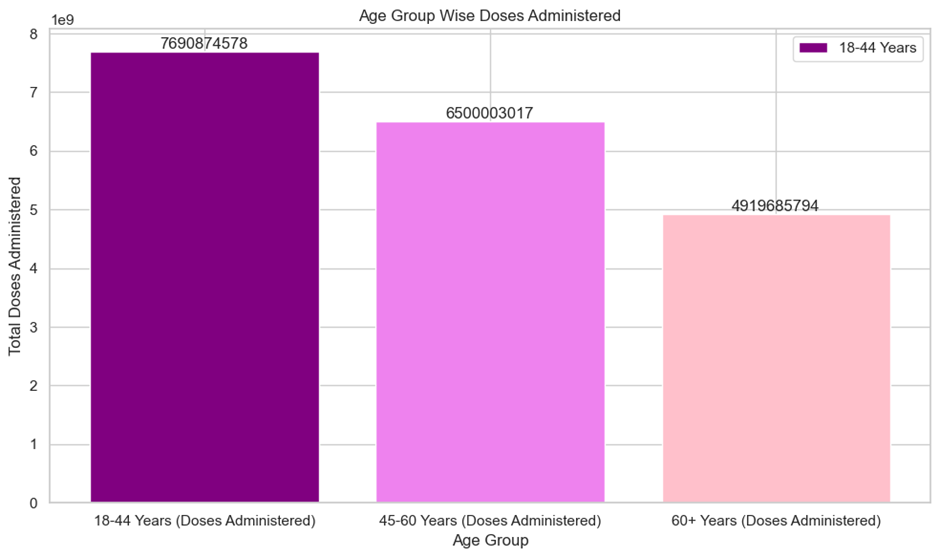 Age Group Wise Doses Administered
1e9
18-44 Years
7690874578
6500003017
4919685794
8
7
6
5
4
3
2
1
0
Total Doses Administered
18-44 Years (Doses Administered)
45-60 Years (Doses Administered)
60+ Years (Doses Administered)
Age Group